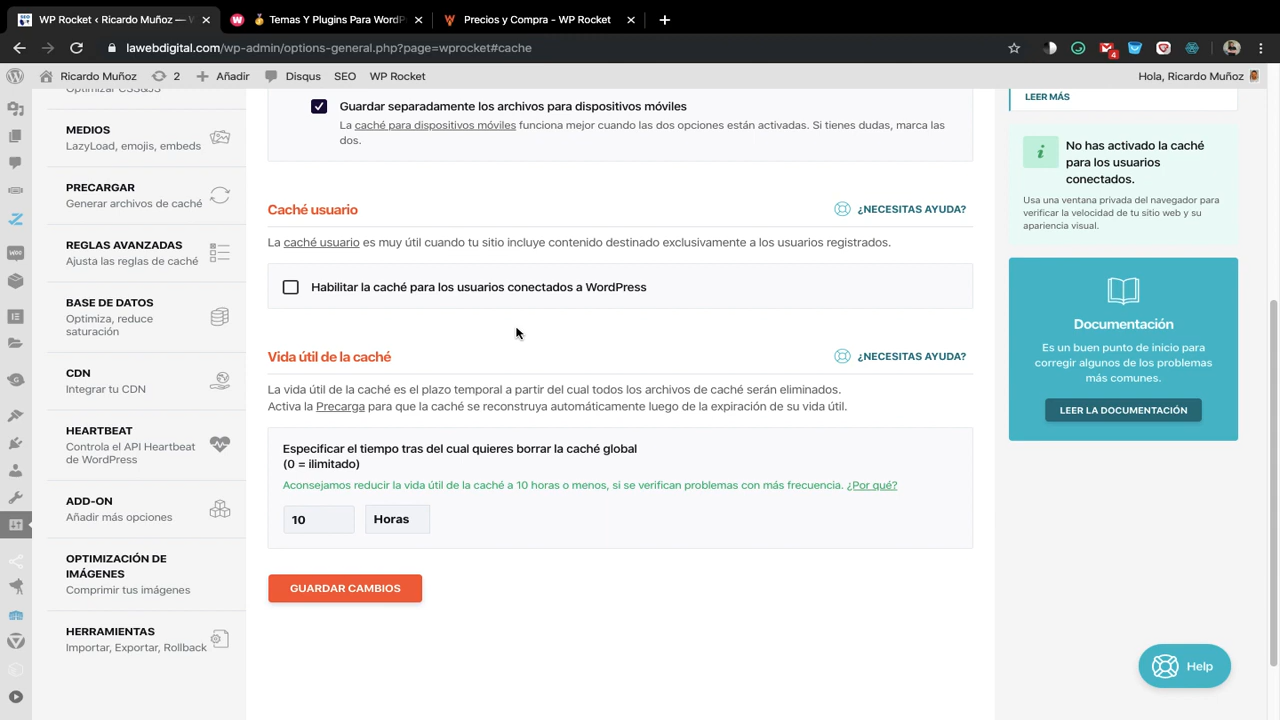 WP Rocket ‹ Ricardo Muñoz — W
Temas Y Plugins Para WordP
Precios y Compra - WP Rocket
lawebdigital.com/wp-admin/options-general.php?page=wprocket#cache
4
Ricardo Muñoz
2
Añadir
Disqus
SEO
WP Rocket
Hola, Ricardo Muñoz
Optimizar CSS&JS
MEDIOS
LazyLoad, emojis, embeds
PRECARGAR
Generar archivos de caché
REGLAS AVANZADAS
Ajusta las reglas de caché
BASE DE DATOS
Optimiza, reduce
saturación
CDN
Integrar tu CDN
HEARTBEAT
Controla el API Heartbeat
de WordPress
ADD-ON
Añadir más opciones
OPTIMIZACIÓN DE
IMÁGENES
Comprimir tus imágenes
HERRAMIENTAS
Importar, Exportar, Rollback
Guardar separadamente los archivos para dispositivos móviles
La caché para dispositivos móviles funciona mejor cuando las dos opciones están activadas. Si tienes dudas, marca las
dos.
Caché usuario
¿NECESITAS AYUDA?
La caché usuario es muy útil cuando tu sitio incluye contenido destinado exclusivamente a los usuarios registrados.
Habilitar la caché para los usuarios conectados a WordPress
Vida útil de la caché
¿NECESITAS AYUDA?
La vida útil de la caché es el plazo temporal a partir del cual todos los archivos de caché serán eliminados.
Activa la Precarga para que la caché se reconstruya automáticamente luego de la expiración de su vida útil.
Especificar el tiempo tras del cual quieres borrar la caché global
(0 = ilimitado)
Aconsejamos reducir la vida útil de la caché a 10 horas o menos, si se verifican problemas con más frecuencia. ¿Por qué?
10
Horas
GUARDAR CAMBIOS
LEER MÁS
No has activado la caché
para los usuarios
conectados.
Usa una ventana privada del navegador para
verificar la velocidad de tu sitio web y su
apariencia visual.
Documentación
Es un buen punto de inicio para
corregir algunos de los problemas
más comunes.
LEER LA DOCUMENTACIÓN
Help